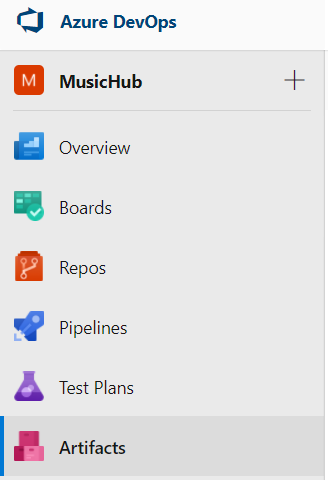 Azure DevOps
M MusicHub
Overview
Boards
Repos
Pipelines
Test Plans
Artifacts